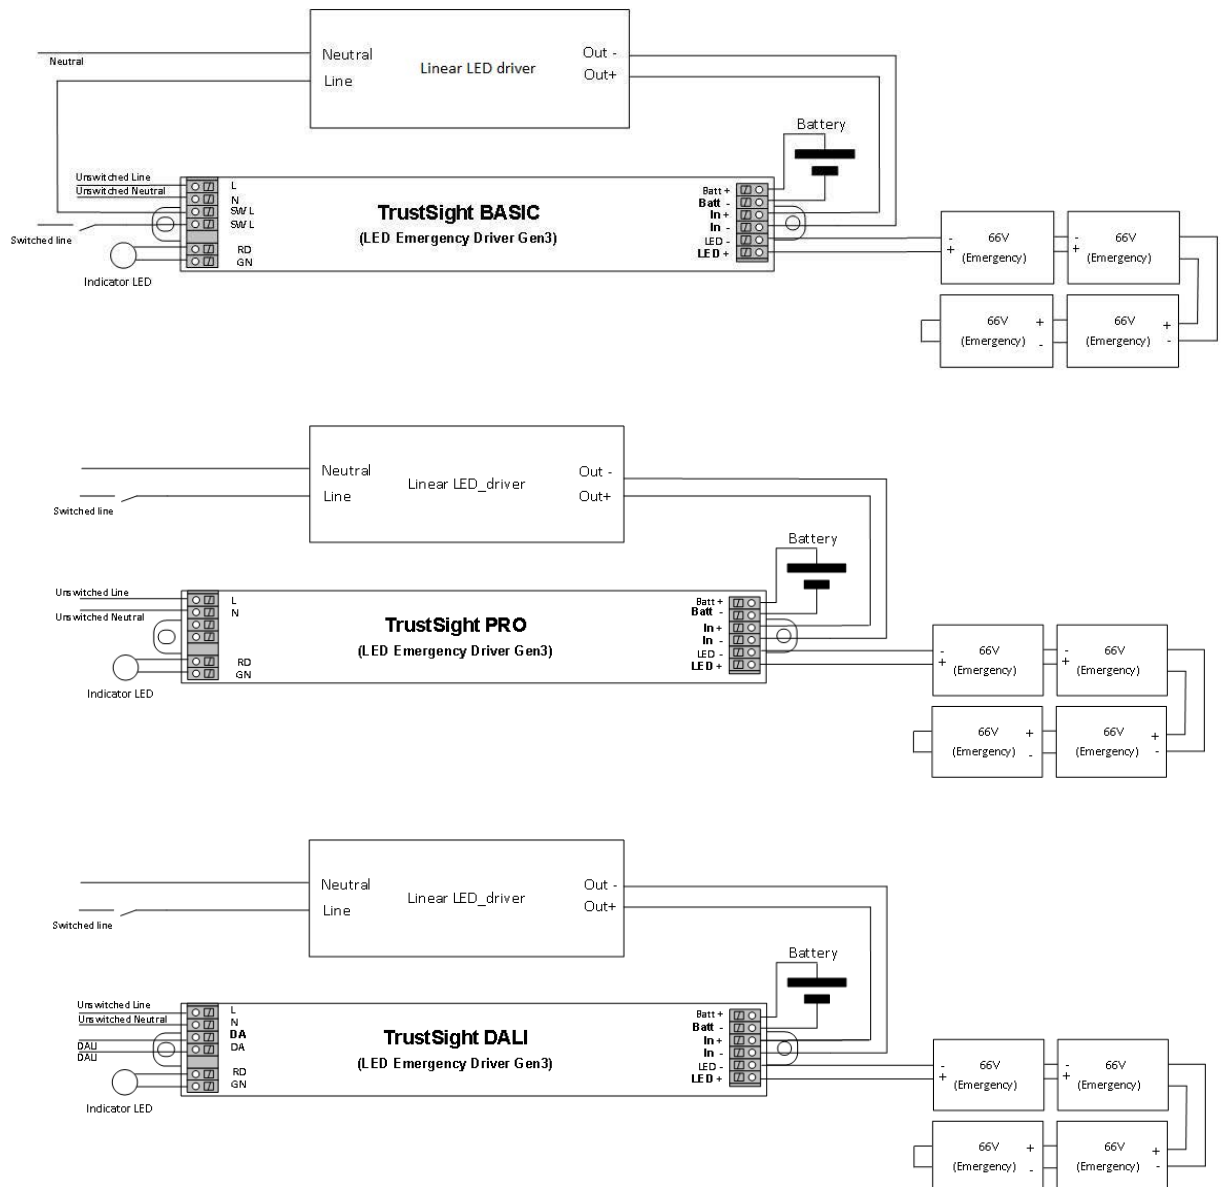 Neutral
Neutral
Line
Linear LED driver
Out -
Out+
Battery
Unswitched Line
Unswitched Neutral
Switched line
Indicator LED
L
N
SW L
SW L
RD
GN
TrustSight BASIC
(LED Emergency Driver Gen3)
Batt +
Batt -
In +
In -
LED -
LED +
-
+
66V
(Emergency)
-
+
66V
(Emergency)
66V
(Emergency)
+
-
66V
(Emergency)
+
-
Neutral
Line
Linear LED_driver
Out -
Out+
Switched line
Battery
Unswitched Line
Unswitched Neutral
Indicator LED
L
N
RD
GN
TrustSight PRO
(LED Emergency Driver Gen3)
Batt +
Batt -
In +
In -
LED -
LED +
-
+
66V
(Emergency)
-
+
66V
(Emergency)
66V
(Emergency)
+
-
66V
(Emergency)
+
-
Neutral
Line
Linear LED_driver
Out -
Out+
Switched line
Battery
Unswitched Line
Unswitched Neutral
DALI
DALI
Indicator LED
L
N
DA
DA
RD
GN
TrustSight DALI
(LED Emergency Driver Gen3)
Batt +
Batt -
In +
In -
LED -
LED +
-
+
66V
(Emergency)
-
+
66V
(Emergency)
66V
(Emergency)
+
-
66V
(Emergency)
+
-